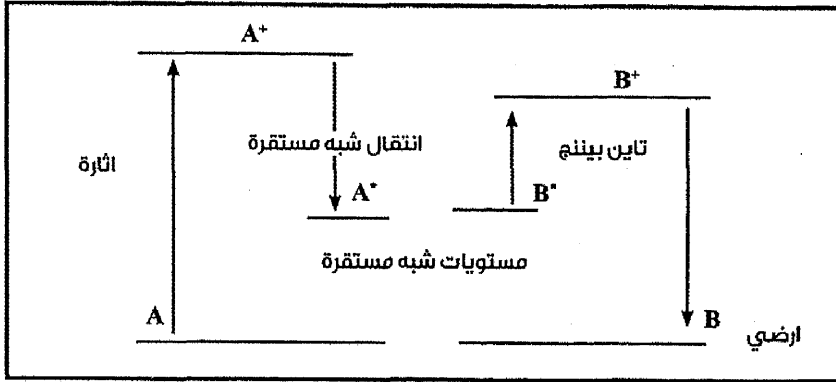 A⁺
B⁺
انتقال شبه مستقرة
تاين بيننج
اثارة
A*
B*
مستويات شبه مستقرة
A
B
ارضي